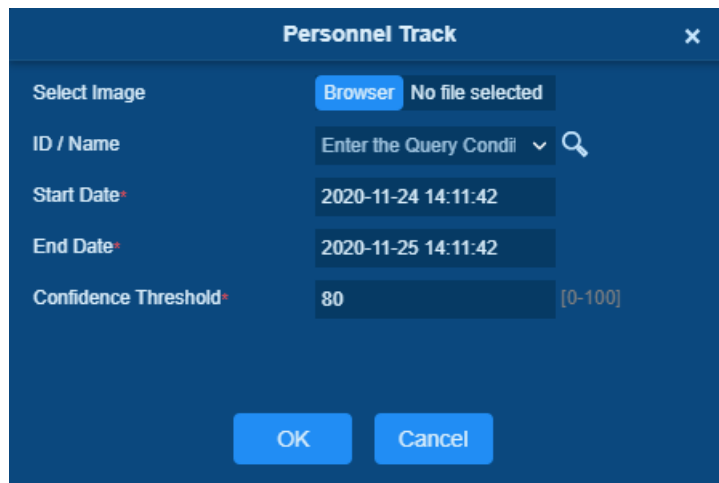 Personnel Track ×
Select Image Browser No file selected
ID / Name Enter the Query Condi
Start Date* 2020-11-24 14:11:42
End Date* 2020-11-25 14:11:42
Confidence Threshold* 80 [0-100]
OK Cancel